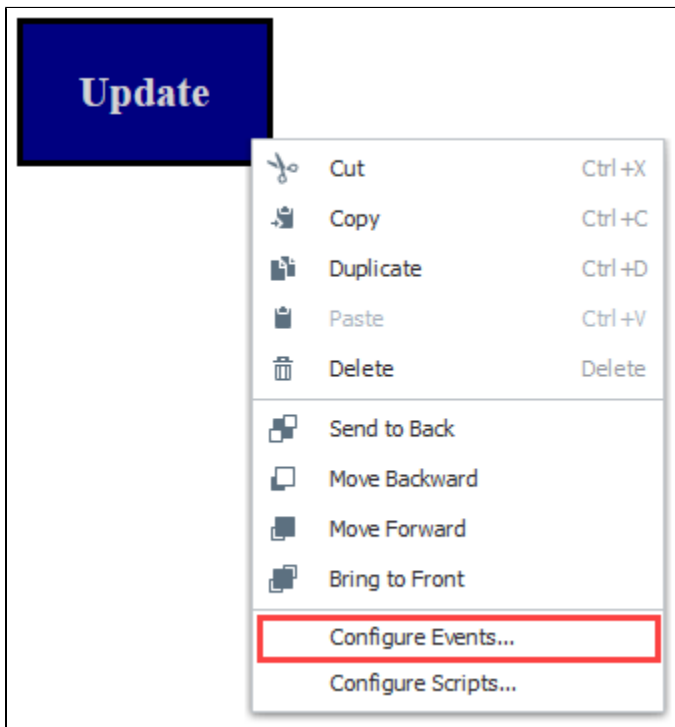 Update
Cut Ctrl+X
Copy Ctrl+C
Duplicate Ctrl+D
Paste Ctrl+V
Delete Delete
Send to Back
Move Backward
Move Forward
Bring to Front
Configure Events...
Configure Scripts...